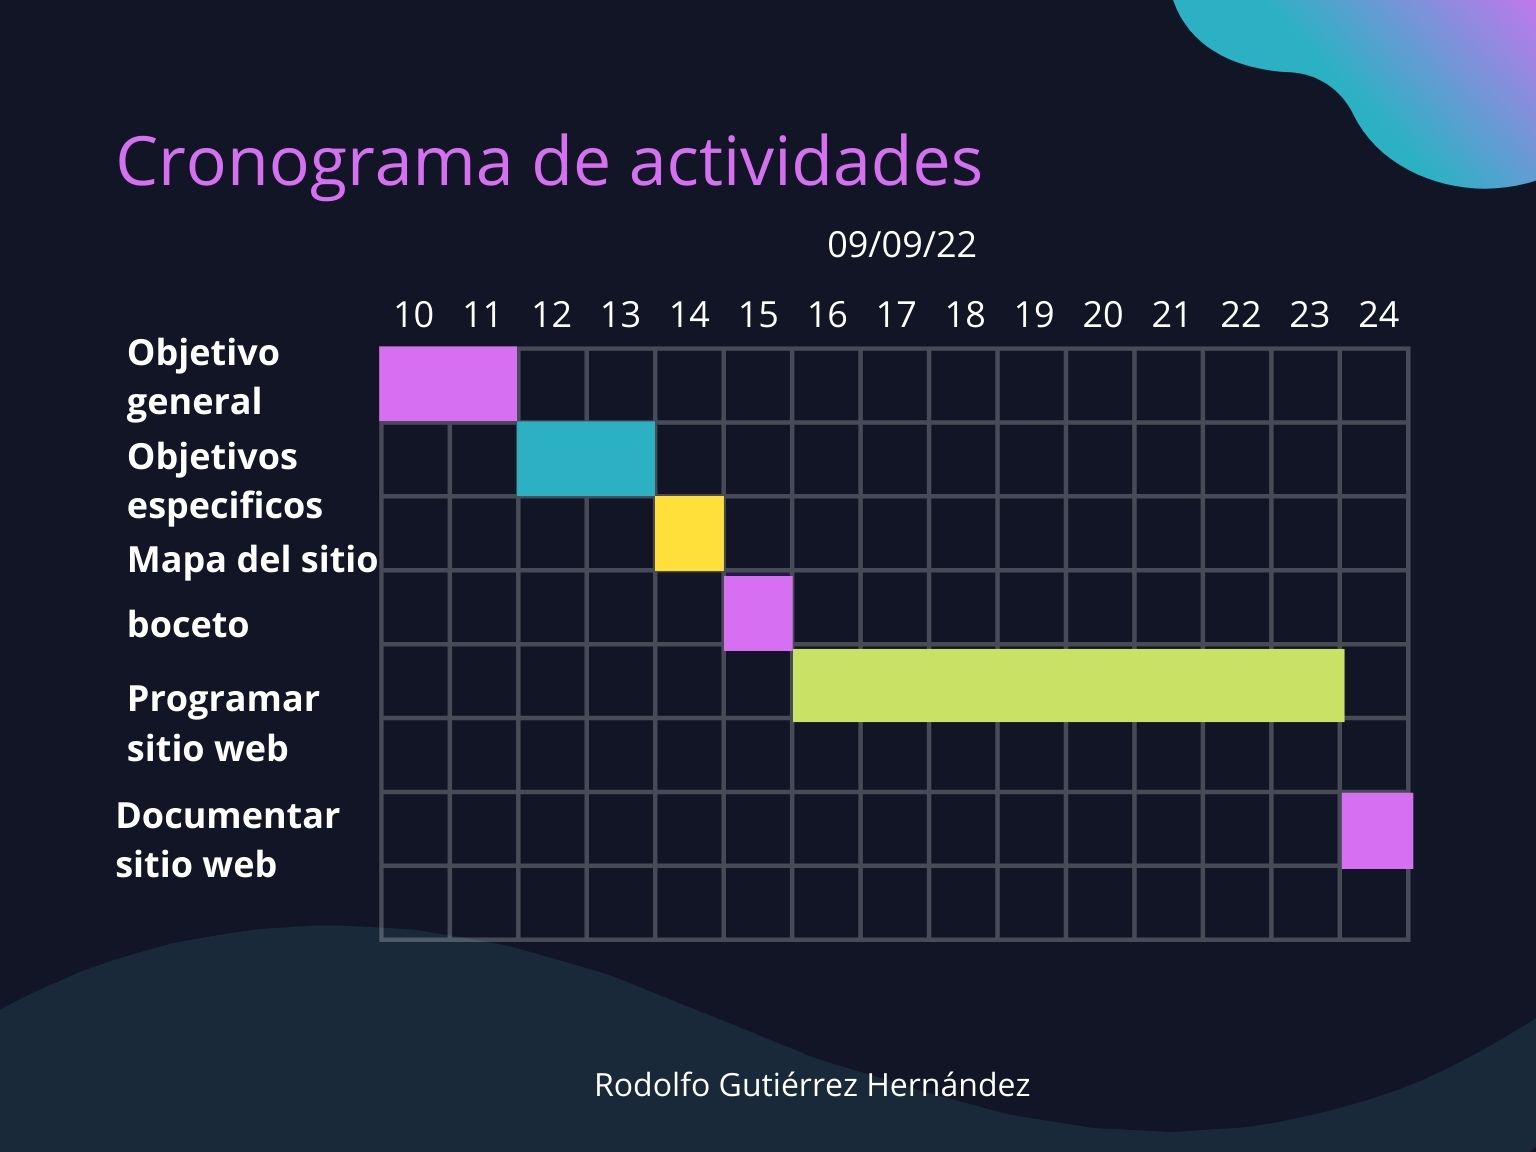 Cronograma de actividades
09/09/22
10 11 12 13 14 15 16 17 18 19 20 21 22 23 24
Objetivo
general
Objetivos
especificos
Mapa del sitio
boceto
Programar
sitio web
Documentar
sitio web
Rodolfo Gutiérrez Hernández